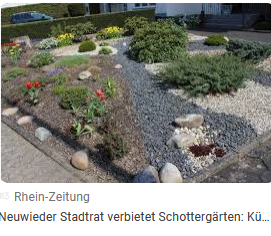 Rhein-Zeitung
Neuwieder Stadtrat verbietet Schottergärten: Kü...